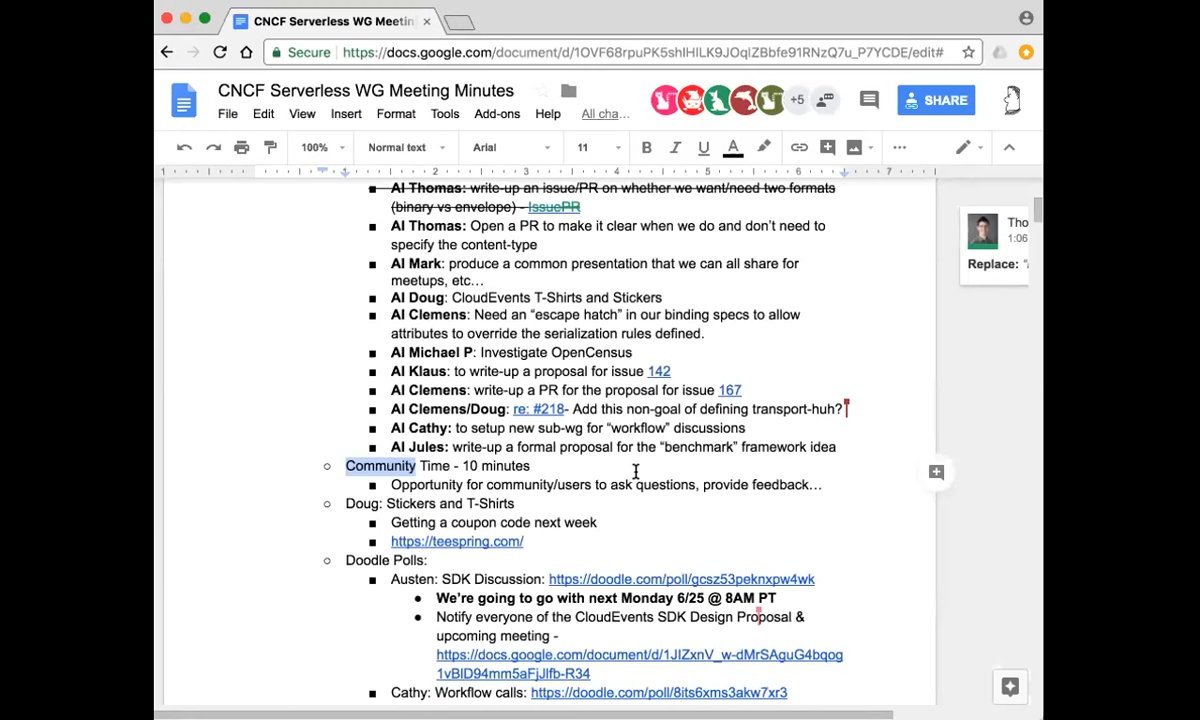 CNCF Serverless WG Meetin
Secure https://docs.google.com/document/d/1OVF68rpuPK5shlHlLK9JOqlZBbfe91RNzQ7u_P7YCDE/edit#
CNCF Serverless WG Meeting Minutes
+5
SHARE
File Edit View Insert Format Tools Add-ons Help All cha…
100% Normal text Arial 11 B I U A
1 1 2 3 4 5 6 7
AI Thomas: write-up an issue/PR on whether we want/need two formats
(binary vs envelope) - IssuePR
AI Thomas: Open a PR to make it clear when we do and don't need to
specify the content-type
AI Mark: produce a common presentation that we can all share for
meetups, etc…
AI Doug: CloudEvents T-Shirts and Stickers
AI Clemens: Need an “escape hatch” in our binding specs to allow
attributes to override the serialization rules defined.
AI Michael P: Investigate OpenCensus
AI Klaus: to write-up a proposal for issue 142
AI Clemens: write-up a PR for the proposal for issue 167
AI Clemens/Doug: re: #218- Add this non-goal of defining transport-huh?
AI Cathy: to setup new sub-wg for “workflow” discussions
AI Jules: write-up a formal proposal for the “benchmark” framework idea
Community Time - 10 minutes
Opportunity for community/users to ask questions, provide feedback…
Doug: Stickers and T-Shirts
Getting a coupon code next week
https://teespring.com/
Doodle Polls:
Austen: SDK Discussion: https://doodle.com/poll/gcsz53peknxpw4wk
We're going to go with next Monday 6/25 @ 8AM PT
Notify everyone of the CloudEvents SDK Design Proposal &
upcoming meeting -
https://docs.google.com/document/d/1JIZxnV_w-dMrSAguG4bqog
1vBlD94mm5aFjJlfb-R34
Cathy: Workflow calls: https://doodle.com/poll/8its6xms3akw7xr3
Tho
1:06
Replace: